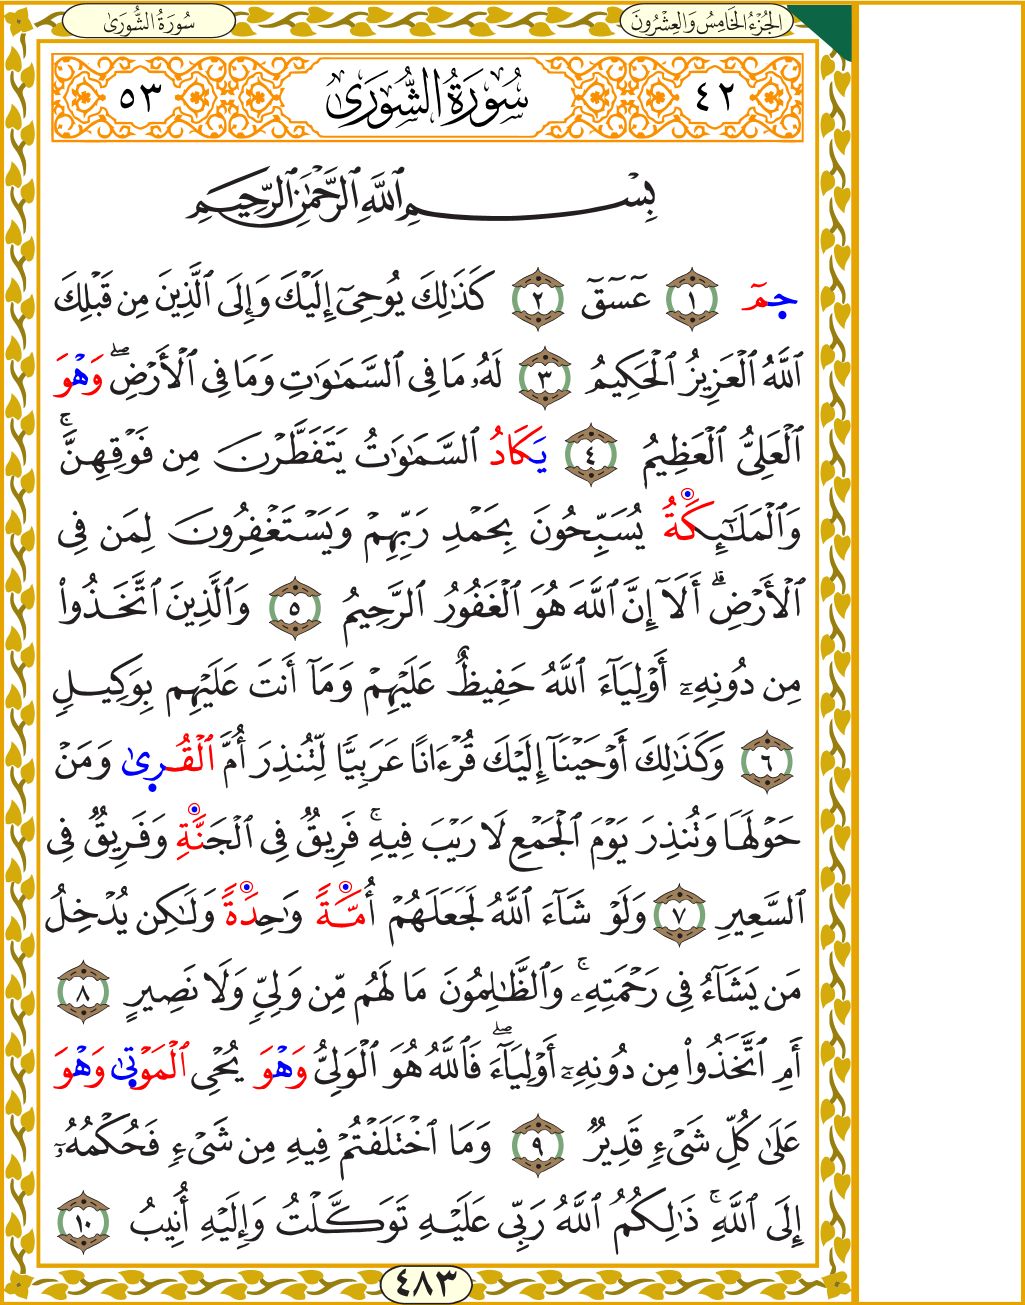 الجُزْءُ الخَامِسُ وَالعِشْرُونَ
سُورَةُ الشُّورَىٰ
٤٢ سُورَةُ الشُّورَىٰ ٥٣
بِسْمِ ٱللَّهِ ٱلرَّحْمَٰنِ ٱلرَّحِيمِ
حمٓ ١ عٓسٓقٓ ٢ كَذَٰلِكَ يُوحِىٓ إِلَيْكَ وَإِلَى ٱلَّذِينَ مِن قَبْلِكَ
ٱللَّهُ ٱلْعَزِيزُ ٱلْحَكِيمُ ٣ لَهُۥ مَا فِى ٱلسَّمَٰوَٰتِ وَمَا فِى ٱلْأَرْضِۖ وَهْوَ
ٱلْعَلِىُّ ٱلْعَظِيمُ ٤ يَكَادُ ٱلسَّمَٰوَٰتُ يَتَفَطَّرْنَ مِن فَوْقِهِنَّۚ
وَٱلْمَلَٰٓئِكَةُ يُسَبِّحُونَ بِحَمْدِ رَبِّهِمْ وَيَسْتَغْفِرُونَ لِمَن فِى
ٱلْأَرْضِۗ أَلَآ إِنَّ ٱللَّهَ هُوَ ٱلْغَفُورُ ٱلرَّحِيمُ ٥ وَٱلَّذِينَ ٱتَّخَذُوا۟
مِن دُونِهِۦٓ أَوْلِيَآءَ ٱللَّهُ حَفِيظٌ عَلَيْهِمْ وَمَآ أَنتَ عَلَيْهِم بِوَكِيلٍ
٦ وَكَذَٰلِكَ أَوْحَيْنَآ إِلَيْكَ قُرْءَانًا عَرَبِيًّا لِّتُنذِرَ أُمَّ ٱلْقُرَىٰ وَمَنْ
حَوْلَهَا وَتُنذِرَ يَوْمَ ٱلْجَمْعِ لَا رَيْبَ فِيهِۚ فَرِيقٌ فِى ٱلْجَنَّةِ وَفَرِيقٌ فِى
ٱلسَّعِيرِ ٧ وَلَوْ شَآءَ ٱللَّهُ لَجَعَلَهُمْ أُمَّةً وَٰحِدَةً وَلَٰكِن يُدْخِلُ
مَن يَشَآءُ فِى رَحْمَتِهِۦۚ وَٱلظَّٰلِمُونَ مَا لَهُم مِّن وَلِىٍّ وَلَا نَصِيرٍ ٨
أَمِ ٱتَّخَذُوا۟ مِن دُونِهِۦٓ أَوْلِيَآءَۖ فَٱللَّهُ هُوَ ٱلْوَلِىُّ وَهْوَ يُحْىِ ٱلْمَوْتَىٰ وَهْوَ
عَلَىٰ كُلِّ شَىْءٍ قَدِيرٌ ٩ وَمَا ٱخْتَلَفْتُمْ فِيهِ مِن شَىْءٍ فَحُكْمُهُۥٓ
إِلَى ٱللَّهِۚ ذَٰلِكُمُ ٱللَّهُ رَبِّى عَلَيْهِ تَوَكَّلْتُ وَإِلَيْهِ أُنِيبُ ١٠
٤٨٣